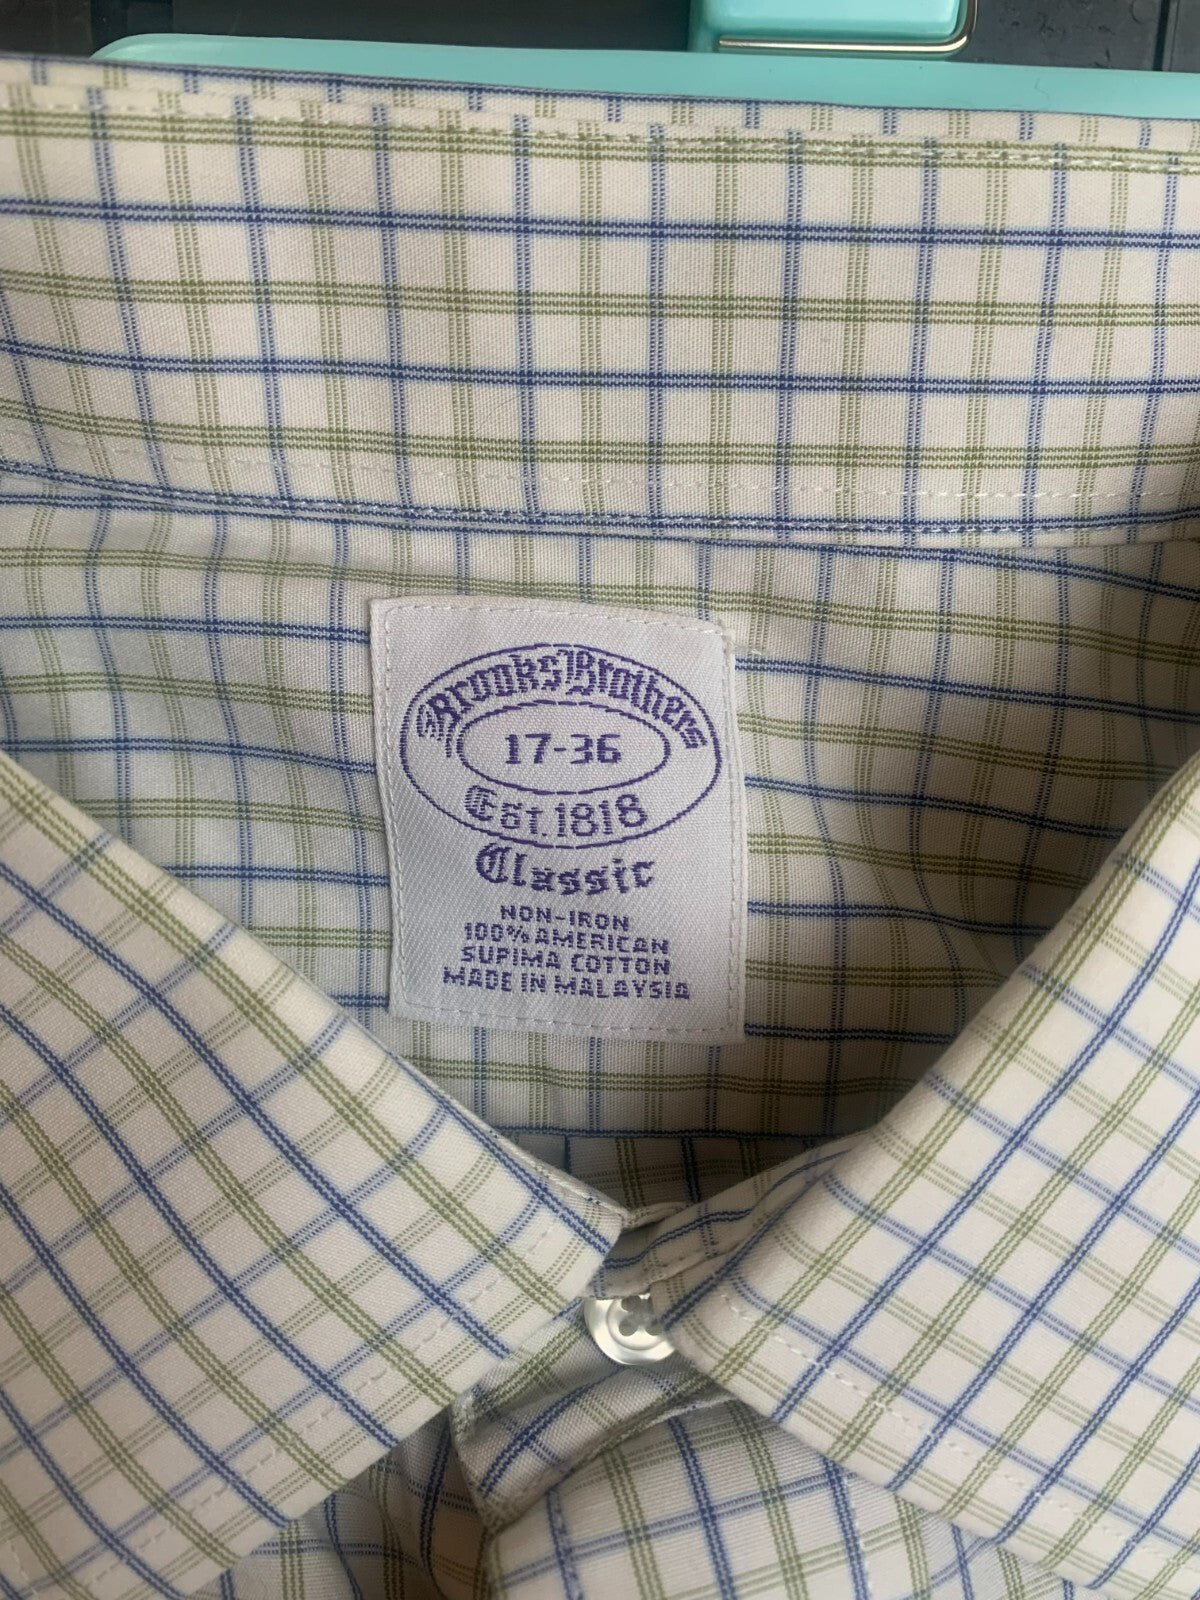 Brooks Brothers
17-36
Est. 1818
Classic
NON-IRON
100% AMERICAN
SUPIMA COTTON
MADE IN MALAYSIA